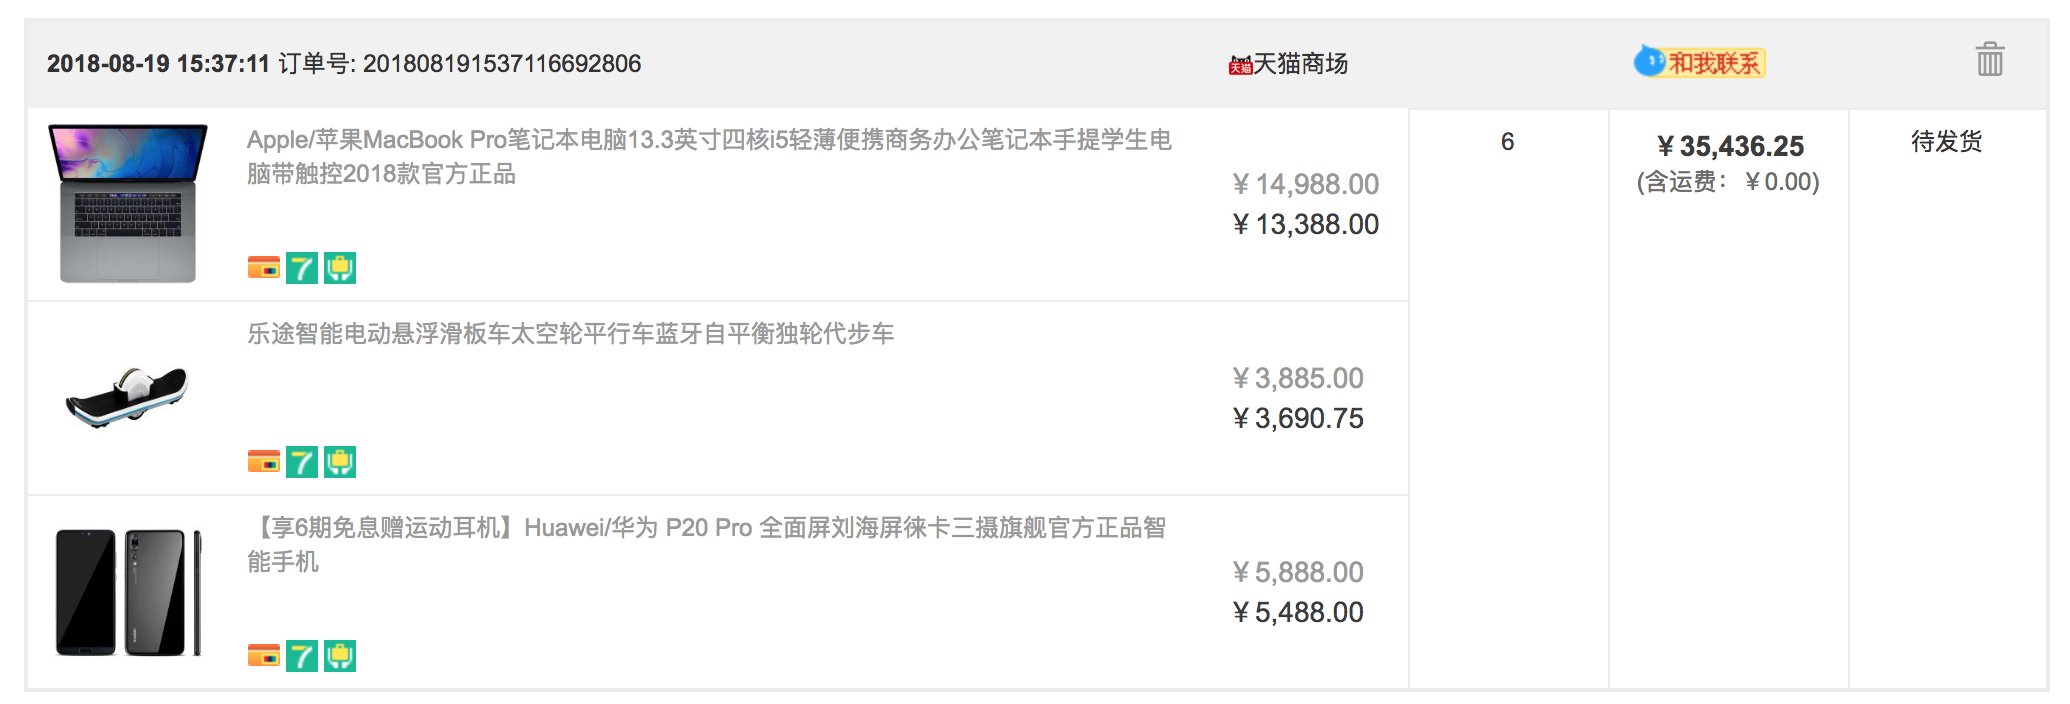 2018-08-19 15:37:11 订单号: 201808191537116692806
天猫 天猫商场
和我联系
Apple/苹果MacBook Pro笔记本电脑13.3英寸四核i5轻薄便携商务办公笔记本手提学生电
脑带触控2018款官方正品
¥14,988.00
¥13,388.00
7
6
¥35,436.25
(含运费：¥0.00)
待发货
乐途智能电动悬浮滑板车太空轮平行车蓝牙自平衡独轮代步车
¥3,885.00
¥3,690.75
7
【享6期免息赠运动耳机】Huawei/华为 P20 Pro 全面屏刘海屏徕卡三摄旗舰官方正品智
能手机
¥5,888.00
¥5,488.00
7